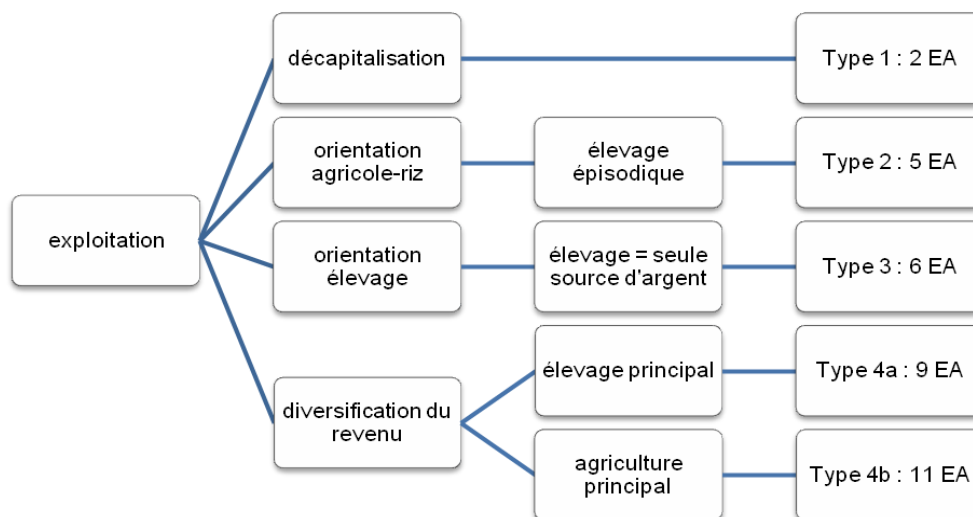 exploitation
décapitalisation
Type 1 : 2 EA
orientation
agricole-riz
élevage
épisodique
Type 2 : 5 EA
orientation
élevage
élevage = seule
source d'argent
Type 3 : 6 EA
diversification du
revenu
élevage principal
Type 4a : 9 EA
agriculture
principal
Type 4b : 11 EA